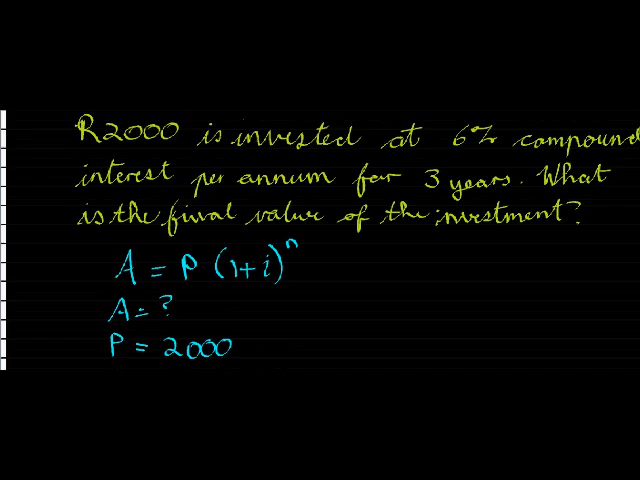 R2000 is invested at 6% compound
interest per annum for 3 years. What
is the final value of the investment?
A = P (1+i)^n
A = ?
P = 2000